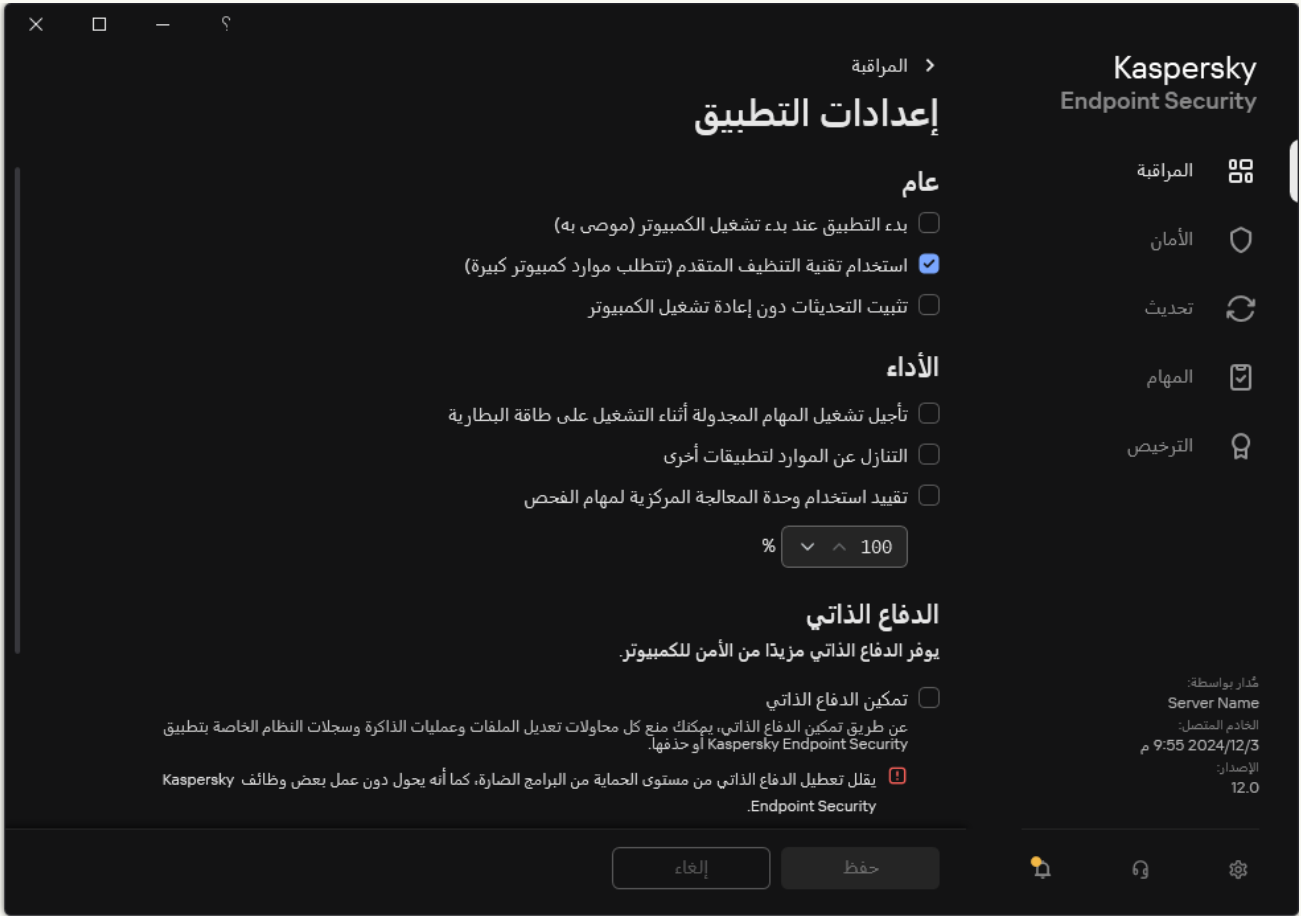 ؟
Kaspersky
Endpoint Security
المراقبة
الأمان
تحديث
المهام
الترخيص
مُدار بواسطة:
Server Name
الخادم المتصل:
2024/12/3 9:55 م
الإصدار:
12.0
المراقبة
إعدادات التطبيق
عام
بدء التطبيق عند بدء تشغيل الكمبيوتر (موصى به)
استخدام تقنية التنظيف المتقدم (تتطلب موارد كمبيوتر كبيرة)
تثبيت التحديثات دون إعادة تشغيل الكمبيوتر
الأداء
تأجيل تشغيل المهام المجدولة أثناء التشغيل على طاقة البطارية
التنازل عن الموارد لتطبيقات أخرى
تقييد استخدام وحدة المعالجة المركزية لمهام الفحص
100 %
الدفاع الذاتي
يوفر الدفاع الذاتي مزيدًا من الأمن للكمبيوتر.
تمكين الدفاع الذاتي
عن طريق تمكين الدفاع الذاتي، يمكنك منع كل محاولات تعديل الملفات وعمليات الذاكرة وسجلات النظام الخاصة بتطبيق
Kaspersky Endpoint Security أو حذفها.
يقلل تعطيل الدفاع الذاتي من مستوى الحماية من البرامج الضارة، كما أنه يحول دون عمل بعض وظائف Kaspersky
Endpoint Security.
حفظ
إلغاء